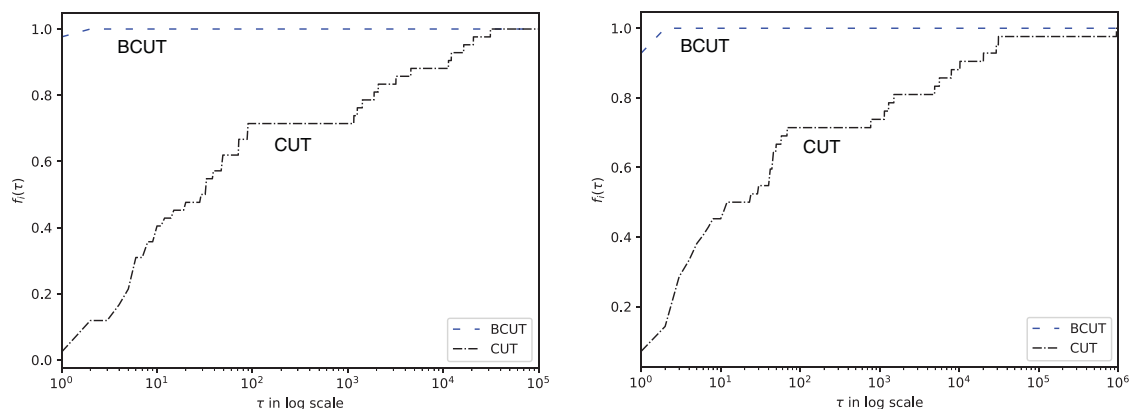 1.0
0.8
0.6
0.4
0.2
0.0
f_i(τ)
BCUT
CUT
BCUT
CUT
10^0 10^1 10^2 10^3 10^4 10^5
τ in log scale
1.0
0.8
0.6
0.4
0.2
f_i(τ)
BCUT
CUT
BCUT
CUT
10^0 10^1 10^2 10^3 10^4 10^5 10^6
τ in log scale